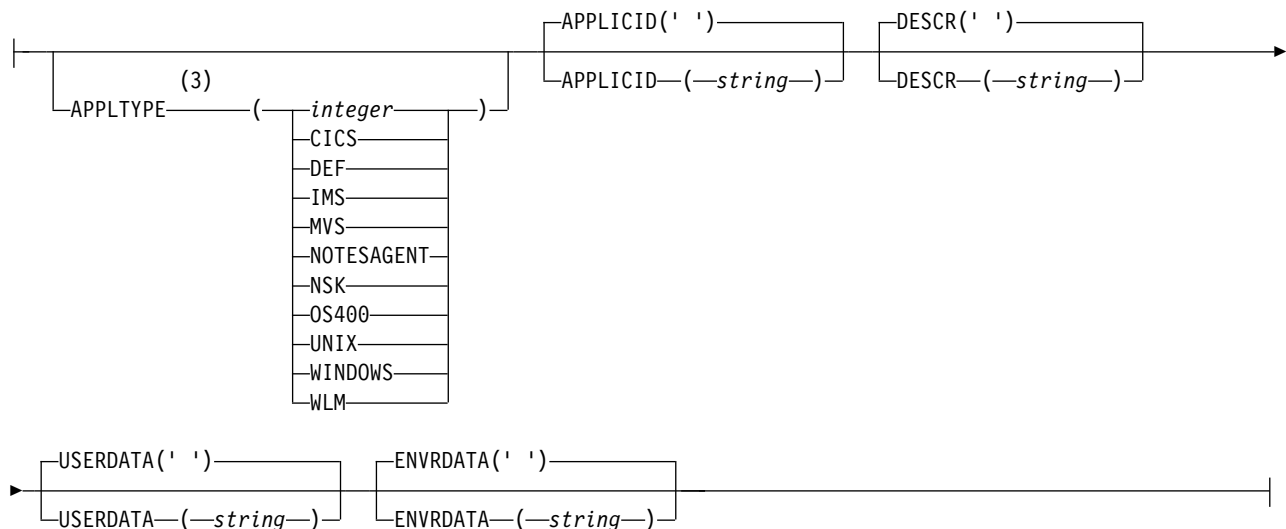 APPLICID(' ') DESCR(' ')
(3) APPLICID ( string ) DESCR ( string )
APPLTYPE ( integer )
CICS
DEF
IMS
MVS
NOTESAGENT
NSK
OS400
UNIX
WINDOWS
WLM
USERDATA(' ') ENVRDATA(' ')
USERDATA ( string ) ENVRDATA ( string )